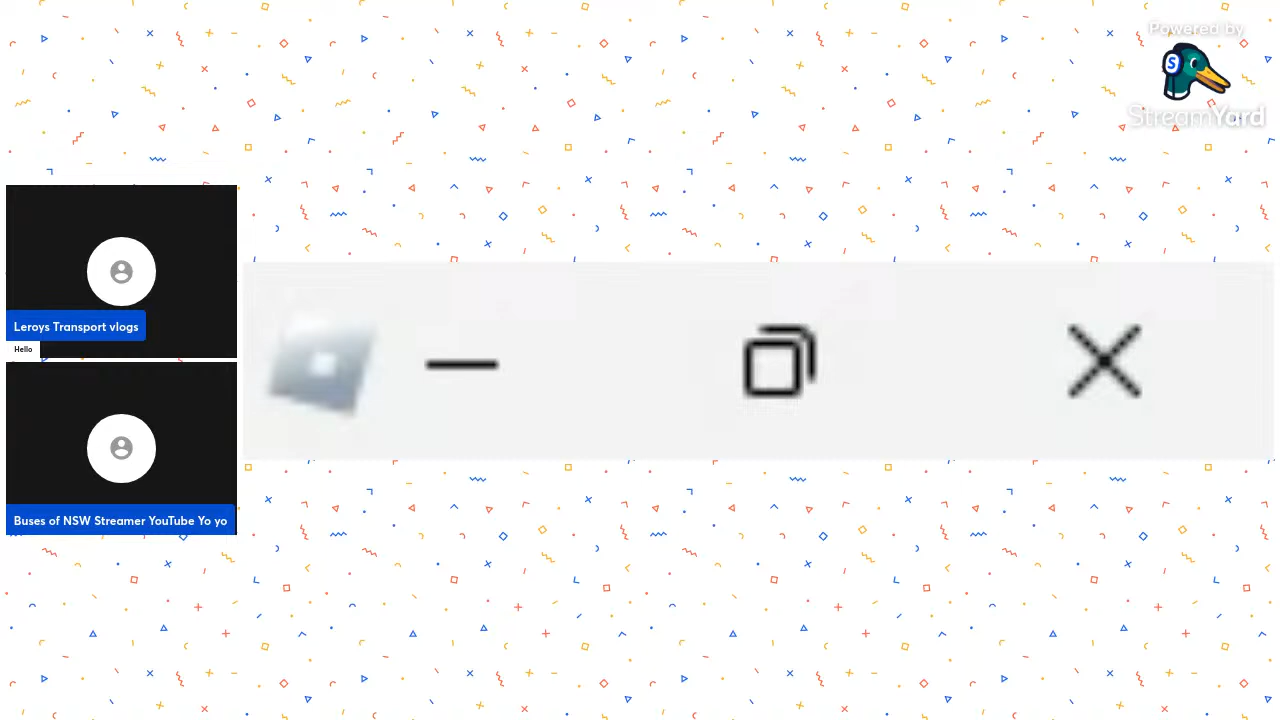 Powered by
StreamYard
Leroys Transport vlogs
Hello
Buses of NSW Streamer YouTube Yo yo